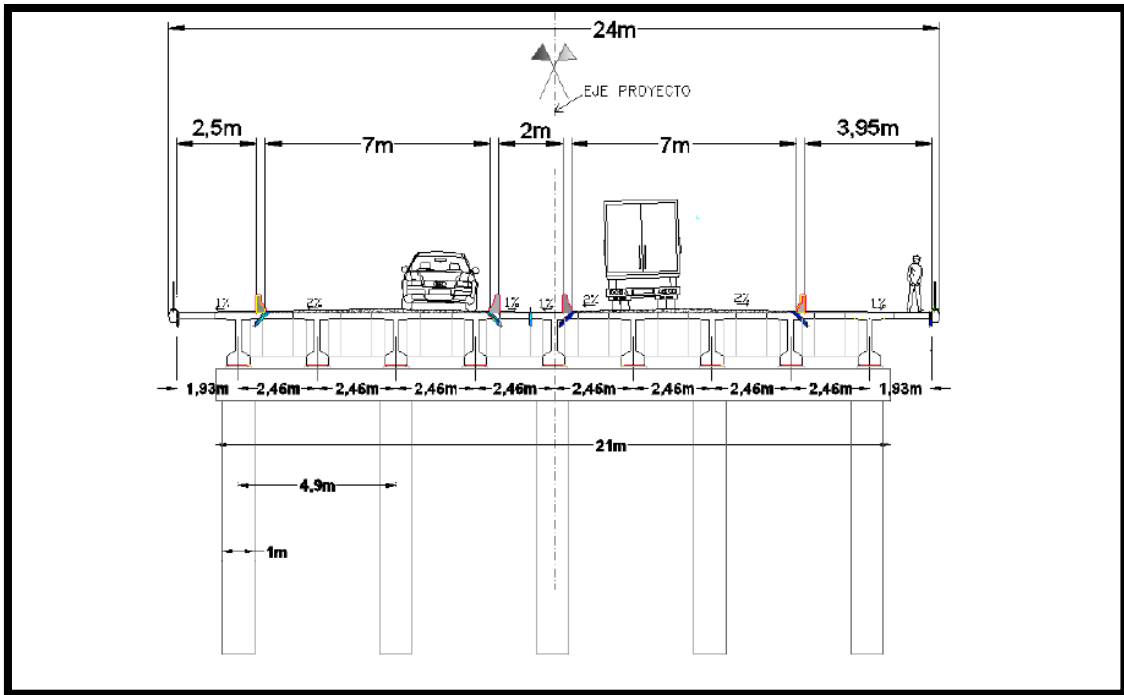 24m
EJE PROYECTO
2,5m 7m 2m 7m 3,95m
1% 2% 1% 1% 2% 2% 1%
1,93m 2,46m 2,46m 2,46m 2,46m 2,46m 2,46m 2,46m 2,46m 1,93m
21m
4,9m
1m